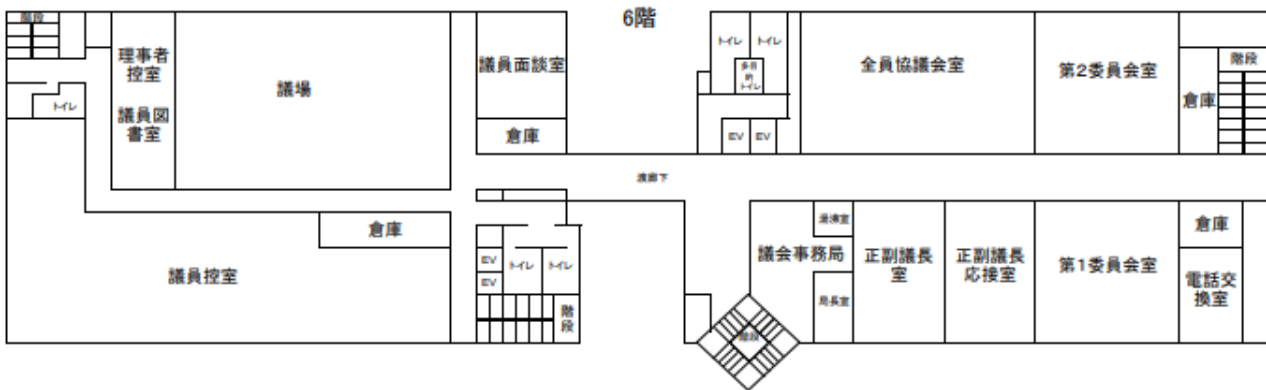 6階
階段
トイレ
理事者
控室
議員図
書室
議場
議員面談室
倉庫
トイレ
トイレ
多目
的
トイレ
EV
EV
全員協議会室
第2委員会室
倉庫
階段
渡廊下
議員控室
倉庫
EV
EV
トイレ
トイレ
階
段
階段
議会事務局
湯沸室
局長室
正副議長
室
正副議長
応接室
第1委員会室
倉庫
電話交
換室